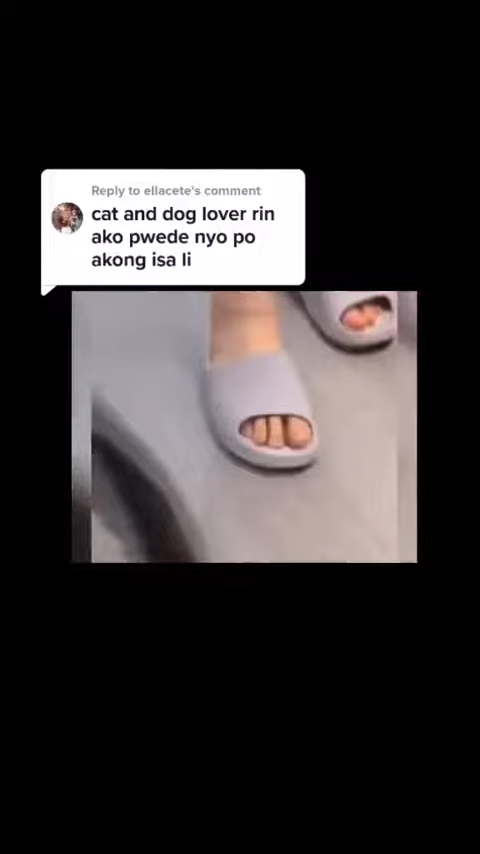 Reply to ellacete's comment
cat and dog lover rin
ako pwede nyo po
akong isa li